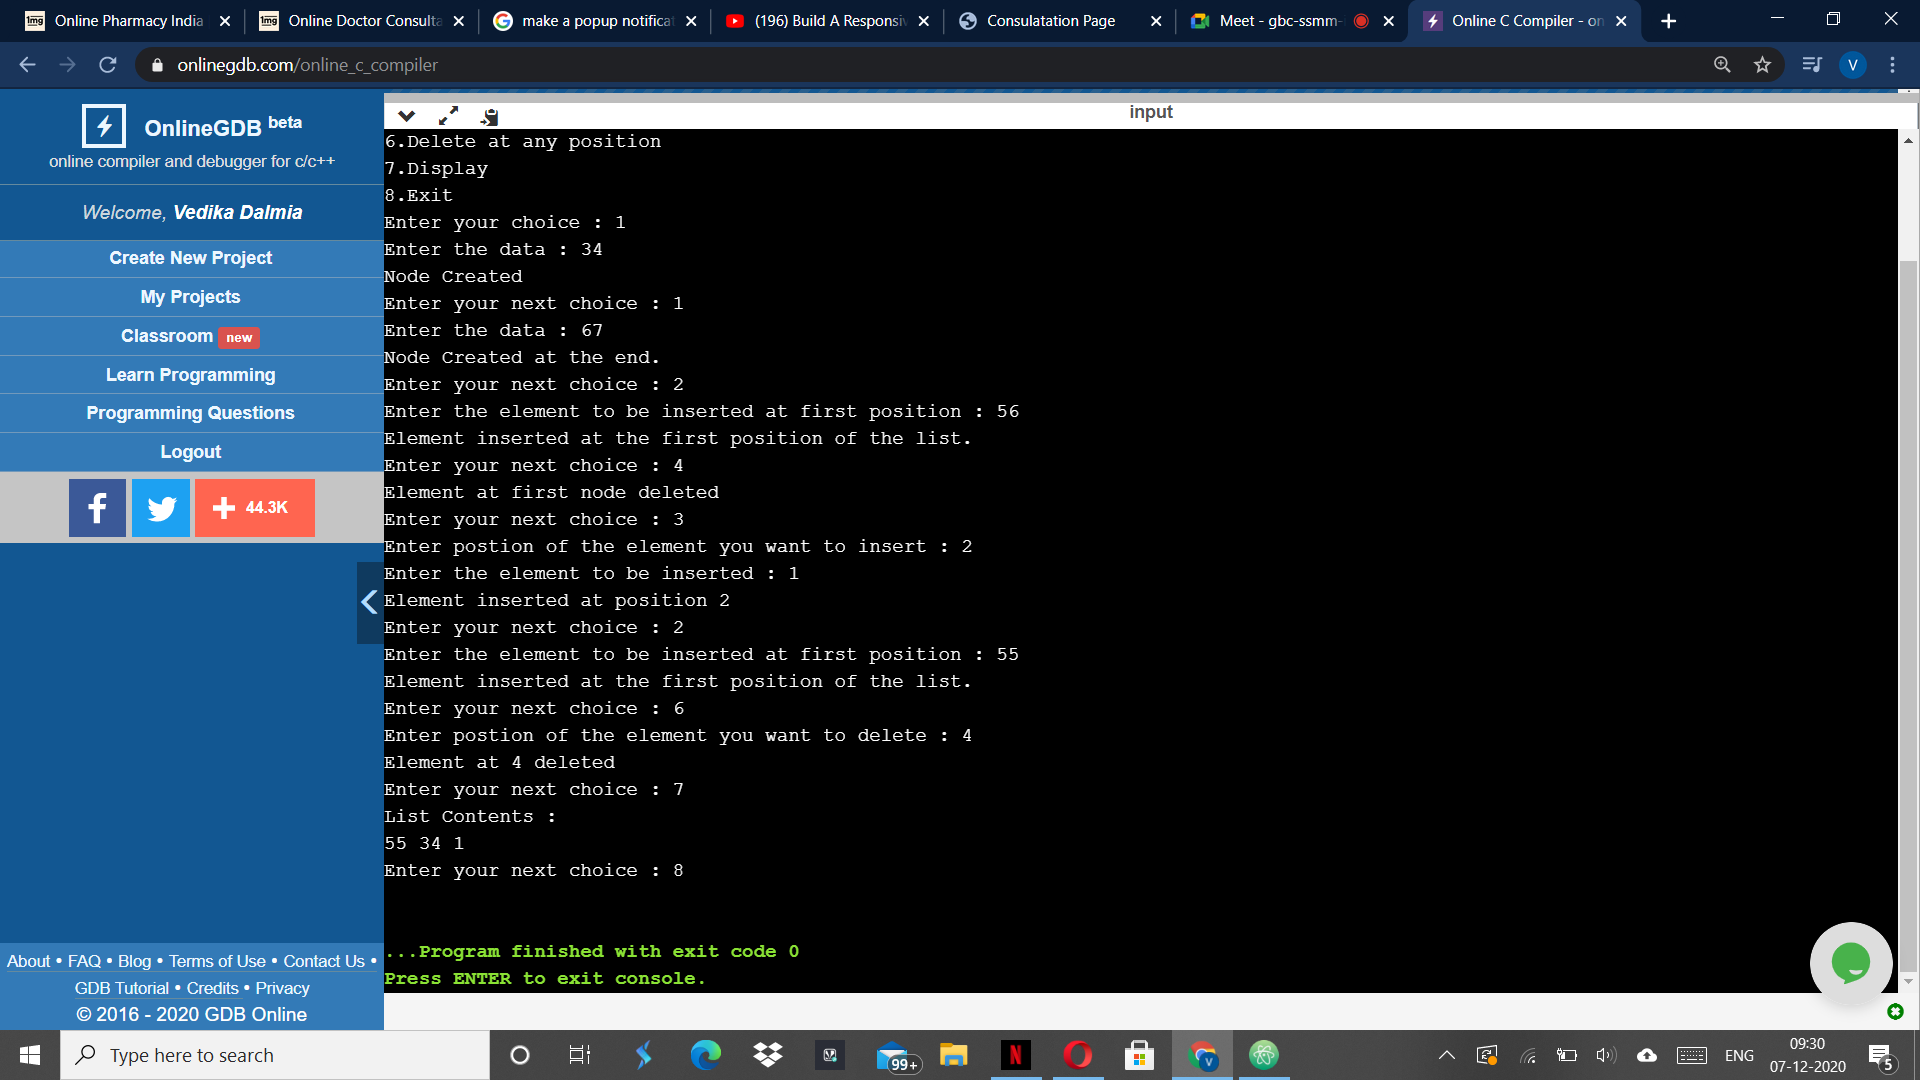 Online Pharmacy India
Online Doctor Consulta
make a popup notificat
(196) Build A Responsiv
Consulatation Page
Meet - gbc-ssmm-
Online C Compiler - on
onlinegdb.com/online_c_compiler
V
OnlineGDB beta
online compiler and debugger for c/c++
Welcome, Vedika Dalmia
Create New Project
My Projects
Classroom new
Learn Programming
Programming Questions
Logout
f
+ 44.3K
About • FAQ • Blog • Terms of Use • Contact Us •
GDB Tutorial • Credits • Privacy
© 2016 - 2020 GDB Online
input
6.Delete at any position
7.Display
8.Exit
Enter your choice : 1
Enter the data : 34
Node Created
Enter your next choice : 1
Enter the data : 67
Node Created at the end.
Enter your next choice : 2
Enter the element to be inserted at first position : 56
Element inserted at the first position of the list.
Enter your next choice : 4
Element at first node deleted
Enter your next choice : 3
Enter postion of the element you want to insert : 2
Enter the element to be inserted : 1
Element inserted at position 2
Enter your next choice : 2
Enter the element to be inserted at first position : 55
Element inserted at the first position of the list.
Enter your next choice : 6
Enter postion of the element you want to delete : 4
Element at 4 deleted
Enter your next choice : 7
List Contents :
55 34 1
Enter your next choice : 8
...Program finished with exit code 0
Press ENTER to exit console.
Type here to search
99+
N
V
ENG
09:30
07-12-2020
5